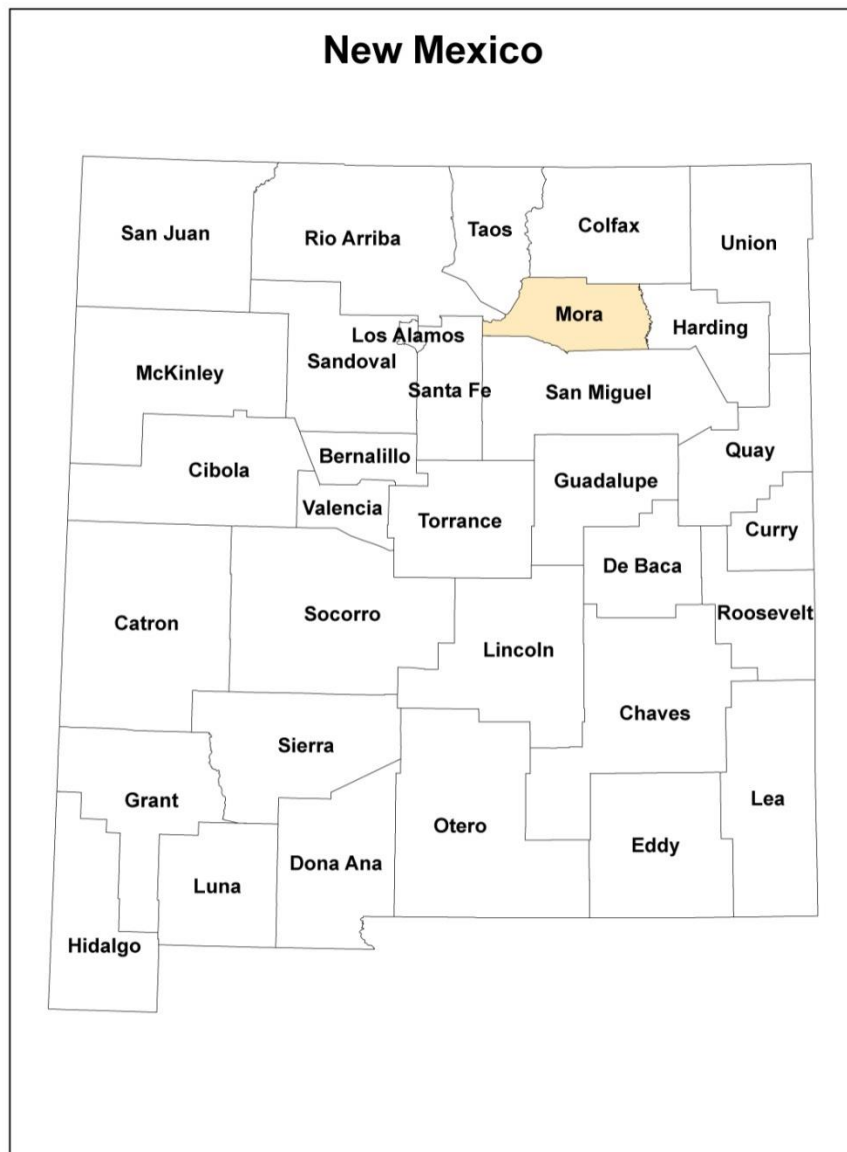 New Mexico
San Juan
Rio Arriba
Taos
Colfax
Union
Mora
Harding
Los Alamos
Sandoval
McKinley
Santa Fe
San Miguel
Quay
Bernalillo
Cibola
Guadalupe
Valencia
Torrance
Curry
De Baca
Roosevelt
Catron
Socorro
Lincoln
Chaves
Sierra
Grant
Lea
Otero
Eddy
Dona Ana
Luna
Hidalgo